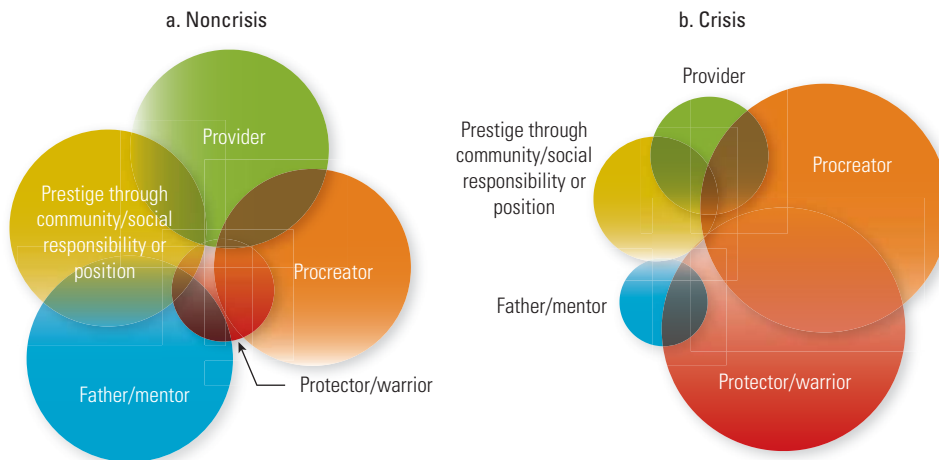 a. Noncrisis
Provider
Prestige through
community/social
responsibility or
position
Procreator
Father/mentor
Protector/warrior
b. Crisis
Provider
Prestige through
community/social
responsibility or
position
Procreator
Father/mentor
Protector/warrior